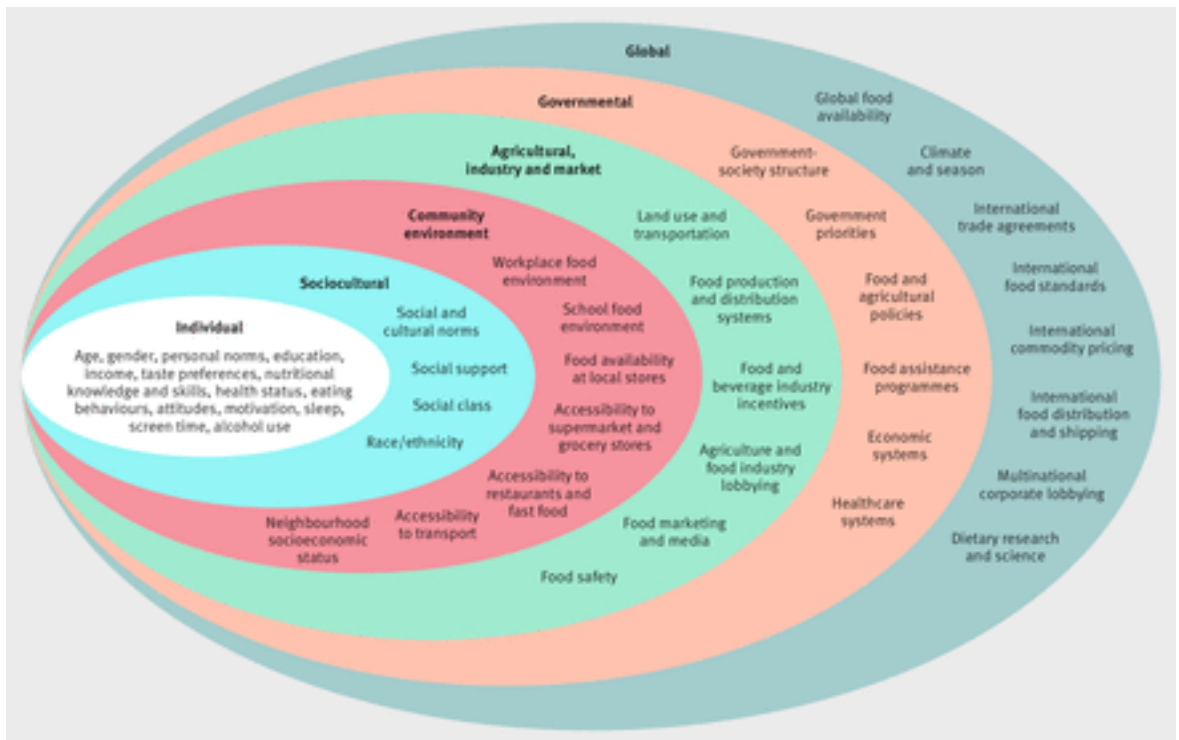 Global
Global food
availability
Climate
and season
International
trade agreements
International
food standards
International
commodity pricing
International
food distribution
and shipping
Multinational
corporate lobbying
Dietary research
and science
Governmental
Government-
society structure
Government
priorities
Food and
agricultural
policies
Food assistance
programmes
Economic
systems
Healthcare
systems
Agricultural,
industry and market
Land use and
transportation
Food production
and distribution
systems
Food and
beverage industry
incentives
Agriculture and
food industry
lobbying
Food marketing
and media
Food safety
Community
environment
Workplace food
environment
School food
environment
Food availability
at local stores
Accessibility to
supermarket and
grocery stores
Accessibility to
restaurants and
fast food
Accessibility
to transport
Neighbourhood
socioeconomic
status
Sociocultural
Social and
cultural norms
Social support
Social class
Race/ethnicity
Individual
Age, gender, personal norms, education,
income, taste preferences, nutritional
knowledge and skills, health status, eating
behaviours, attitudes, motivation, sleep,
screen time, alcohol use